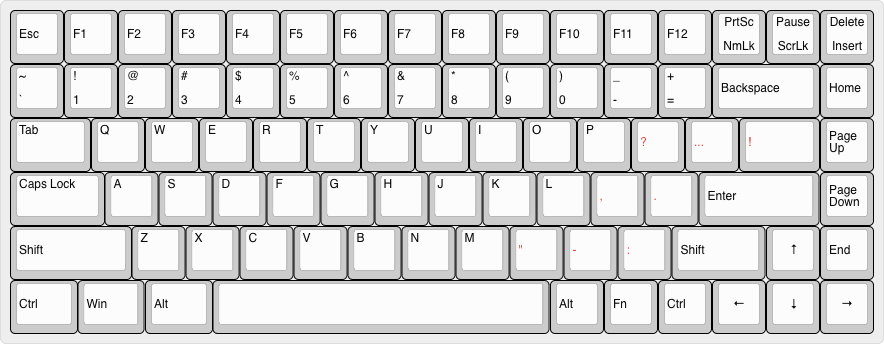 Esc F1 F2 F3 F4 F5 F6 F7 F8 F9 F10 F11 F12 PrtSc Pause Delete
NmLk ScrLk Insert
~ ! @ # $ % ^ & * ( ) _ + Backspace Home
` 1 2 3 4 5 6 7 8 9 0 - =
Tab Q W E R T Y U I O P ? ... ! Page
Up
Caps Lock A S D F G H J K L , . Enter Page
Down
Shift Z X C V B N M " - : Shift ↑ End
Ctrl Win Alt Alt Fn Ctrl ← ↓ →